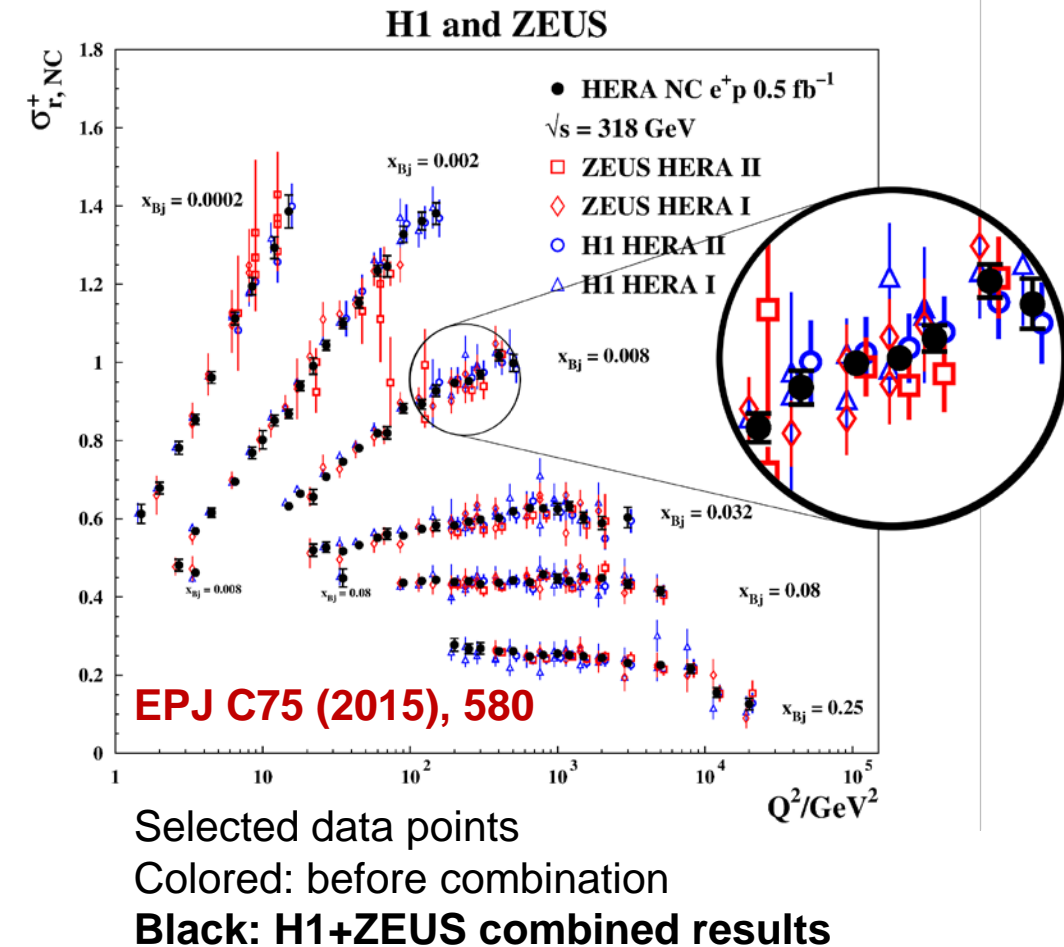 H1 and ZEUS
σ⁺r, NC
1.8
1.6
1.4
1.2
1
0.8
0.6
0.4
0.2
0
HERA NC e⁺p 0.5 fb⁻¹
√s = 318 GeV
ZEUS HERA II
ZEUS HERA I
H1 HERA II
H1 HERA I
xBj = 0.0002
xBj = 0.002
xBj = 0.008
xBj = 0.032
xBj = 0.08
xBj = 0.25
xBj = 0.008
xBj = 0.08
EPJ C75 (2015), 580
1 10 10² 10³ 10⁴ 10⁵
Q²/GeV²
Selected data points
Colored: before combination
Black: H1+ZEUS combined results